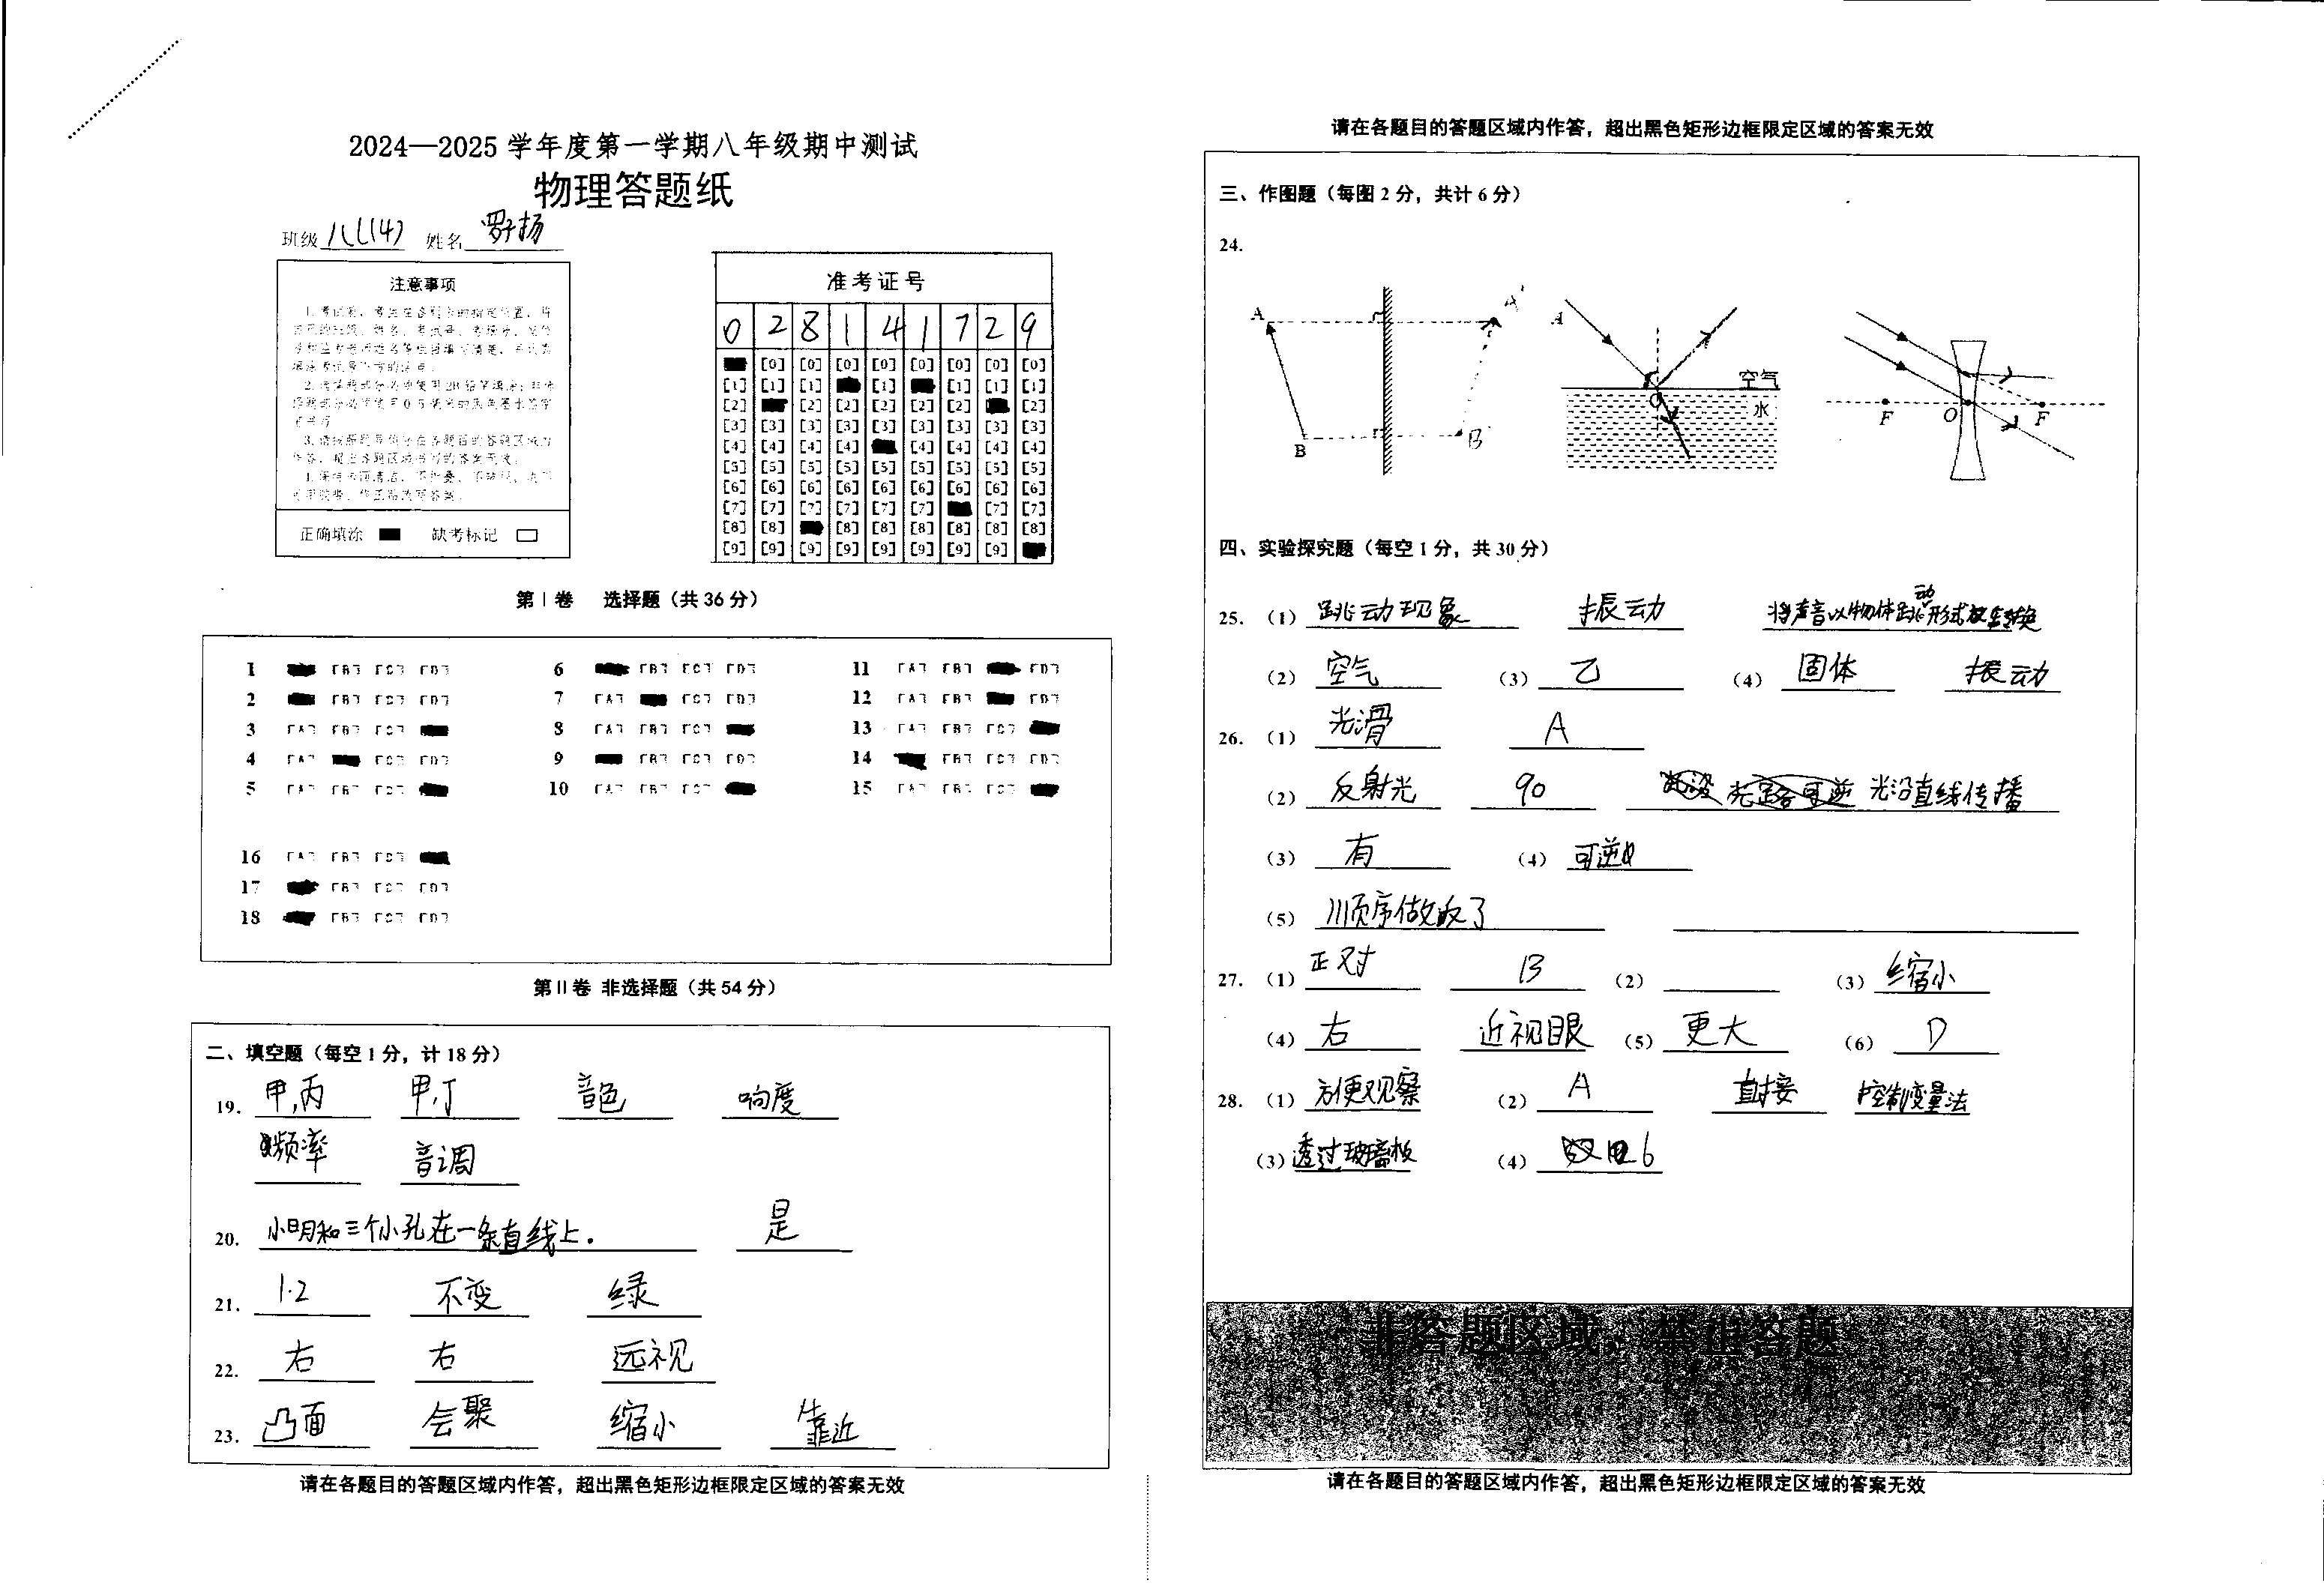 2024—2025 学年度第一学期八年级期中测试
物理答题纸
班级 八(14) 姓名 罗子扬
注意事项
正确填涂 缺考标记
准考证号
0 2 8 1 4 1 7 2 9
[0] [0] [0] [0] [0] [0] [0]
[1] [1] [1] [1] [1] [1] [1]
[2] [2] [2] [2] [2] [2] [2]
[3] [3] [3] [3] [3] [3] [3] [3] [3]
[4] [4] [4] [4] [4] [4] [4] [4]
[5] [5] [5] [5] [5] [5] [5] [5] [5]
[6] [6] [6] [6] [6] [6] [6] [6] [6]
[7] [7] [7] [7] [7] [7] [7] [7]
[8] [8] [8] [8] [8] [8] [8] [8]
[9] [9] [9] [9] [9] [9] [9] [9]
第Ⅰ卷 选择题（共 36 分）
1 [B] [C] [D] 6 [B] [C] [D] 11 [A] [B] [D]
2 [B] [C] [D] 7 [A] [C] [D] 12 [A] [B] [D]
3 [A] [B] [C] 8 [A] [B] [C] 13 [A] [B] [C]
4 [A] [C] [D] 9 [B] [C] [D] 14 [B] [C] [D]
5 [A] [B] [C] 10 [A] [B] [C] 15 [A] [B] [C]
16 [A] [B] [C]
17 [B] [C] [D]
18 [B] [C] [D]
第Ⅱ卷 非选择题（共 54 分）
二、填空题（每空 1 分，计 18 分）
19. 甲,丙 甲,丁 音色 响度
频率 音调
20. 小明和三个小孔在一条直线上. 是
21. 1.2 不变 绿
22. 右 右 远视
23. 凸面 会聚 缩小 靠近
请在各题目的答题区域内作答，超出黑色矩形边框限定区域的答案无效
请在各题目的答题区域内作答，超出黑色矩形边框限定区域的答案无效
三、作图题（每图 2 分，共计 6 分）
24.
A A' B B'
A O 空气 水
F O F
四、实验探究题（每空 1 分，共 30 分）
25. （1） 跳动现象 振动 将声音以物体跳动形式转换
（2） 空气 （3） 乙 （4） 固体 振动
26. （1） 光滑 A
（2） 反射光 90 光路可逆 光沿直线传播
（3） 有 （4） 可逆
（5） 顺序做反了
27. （1） 正对 B （2） （3） 缩小
（4） 右 近视眼 （5） 更大 （6） D
28. （1） 方便观察 （2） A 直接 控制变量法
（3） 透过玻璃板 （4） 6
非答题区域，禁止答题
请在各题目的答题区域内作答，超出黑色矩形边框限定区域的答案无效